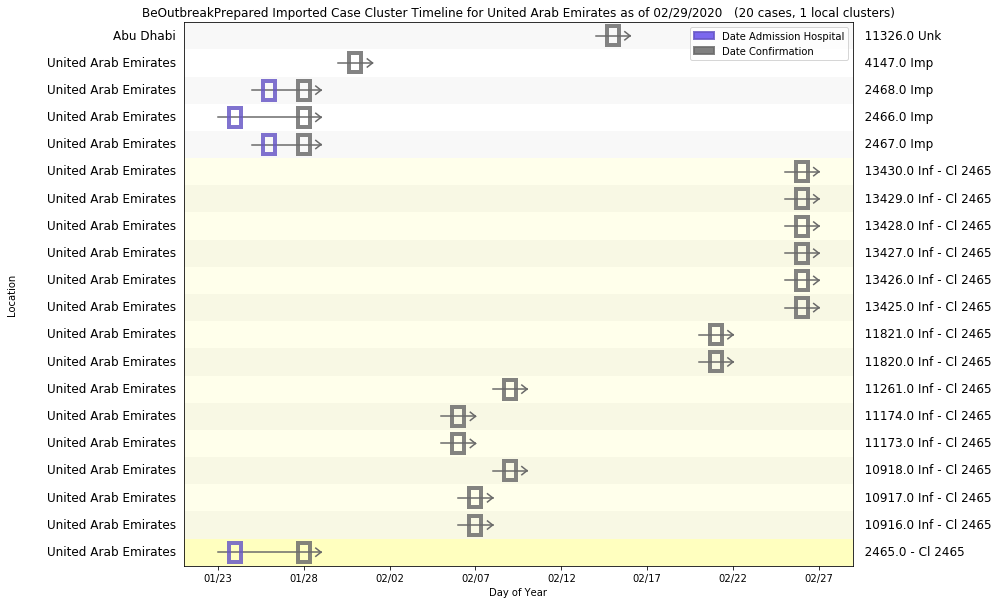 BeOutbreakPrepared Imported Case Cluster Timeline for United Arab Emirates as of 02/29/2020   (20 cases, 1 local clusters)
Date Admission Hospital
Date Confirmation
Abu Dhabi 11326.0 Unk
United Arab Emirates 4147.0 Imp
United Arab Emirates 2468.0 Imp
United Arab Emirates 2466.0 Imp
United Arab Emirates 2467.0 Imp
United Arab Emirates 13430.0 Inf - Cl 2465
United Arab Emirates 13429.0 Inf - Cl 2465
United Arab Emirates 13428.0 Inf - Cl 2465
United Arab Emirates 13427.0 Inf - Cl 2465
United Arab Emirates 13426.0 Inf - Cl 2465
United Arab Emirates 13425.0 Inf - Cl 2465
United Arab Emirates 11821.0 Inf - Cl 2465
United Arab Emirates 11820.0 Inf - Cl 2465
United Arab Emirates 11261.0 Inf - Cl 2465
United Arab Emirates 11174.0 Inf - Cl 2465
United Arab Emirates 11173.0 Inf - Cl 2465
United Arab Emirates 10918.0 Inf - Cl 2465
United Arab Emirates 10917.0 Inf - Cl 2465
United Arab Emirates 10916.0 Inf - Cl 2465
United Arab Emirates 2465.0 - Cl 2465
Location
01/23 01/28 02/02 02/07 02/12 02/17 02/22 02/27
Day of Year